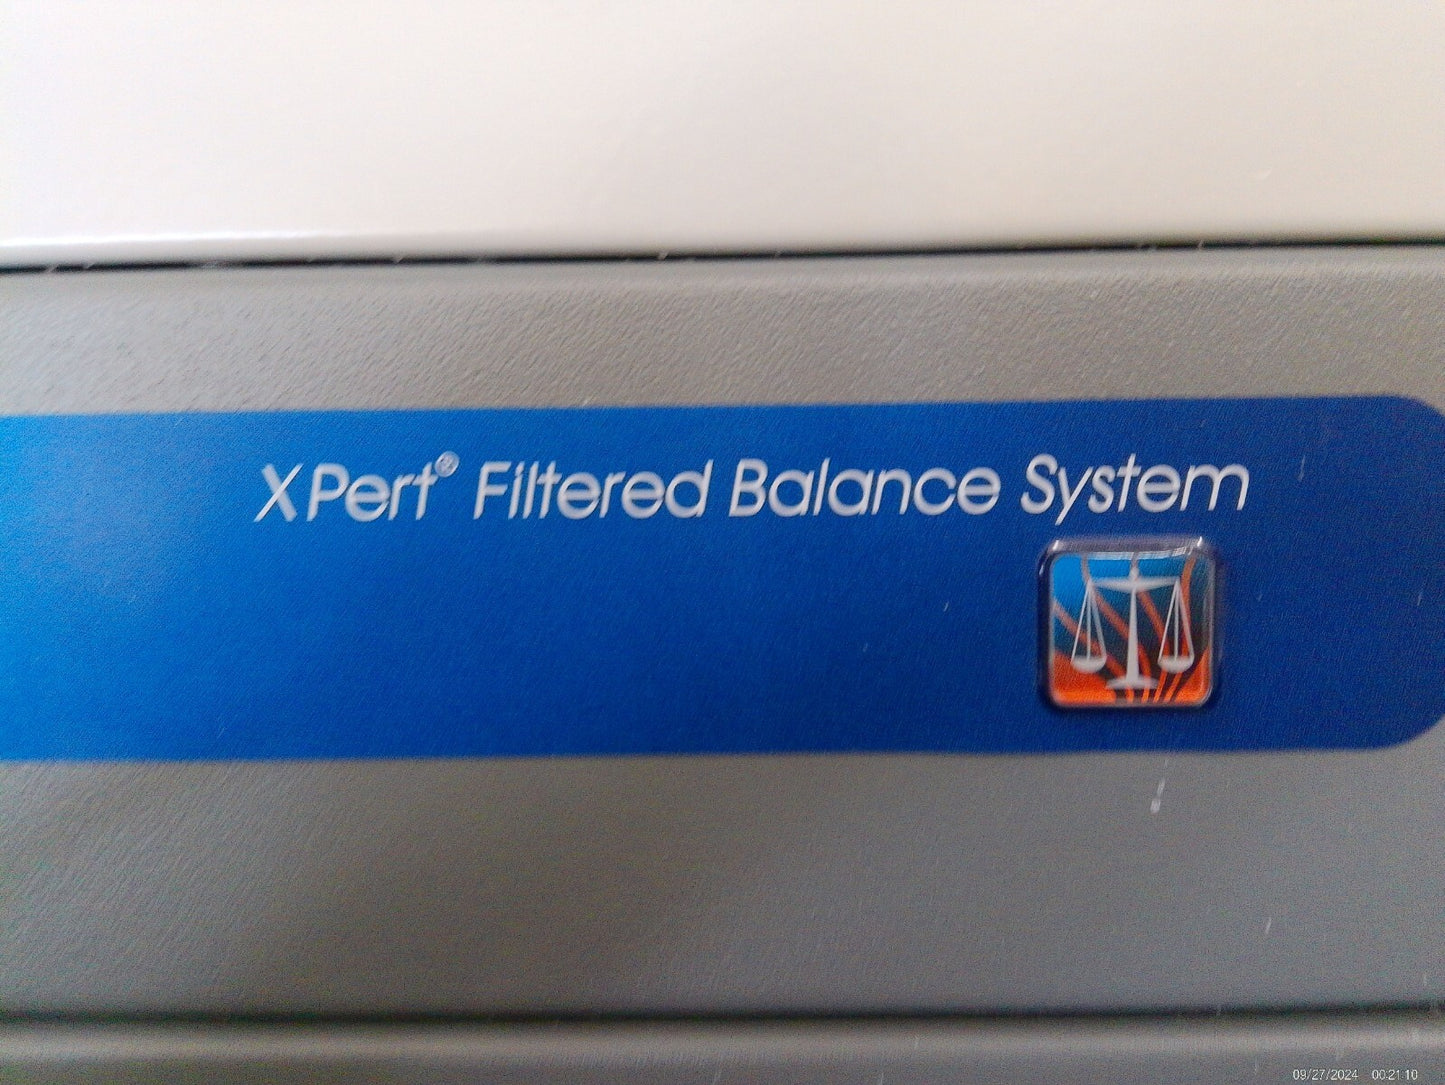 XPert® Filtered Balance System
09/27/2024 00:21:10